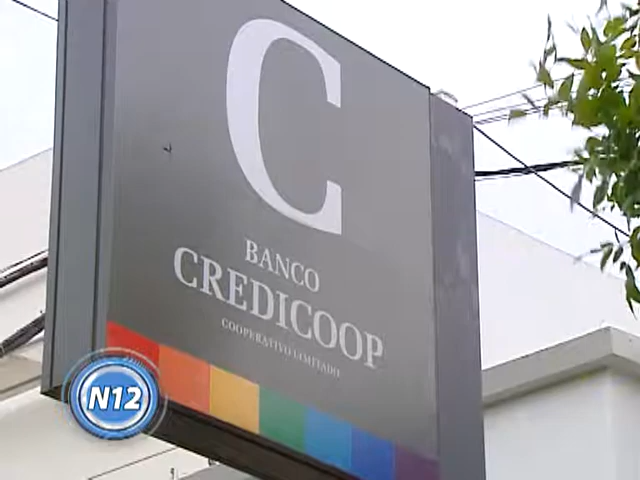 C
BANCO
CREDICOOP
COOPERATIVO LIMITADO
N12